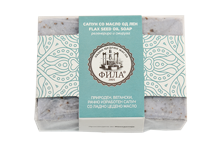 САПУН СО МАСЛО ОД ЛЕН
FLAX SEED OIL SOAP
ФИЛА
ПРИРОДЕН, ВЕГАНСКИ,
РАЧНО ИЗРАБОТЕН САПУН
СО ЛАДНО ЦЕДЕНО МАСЛО